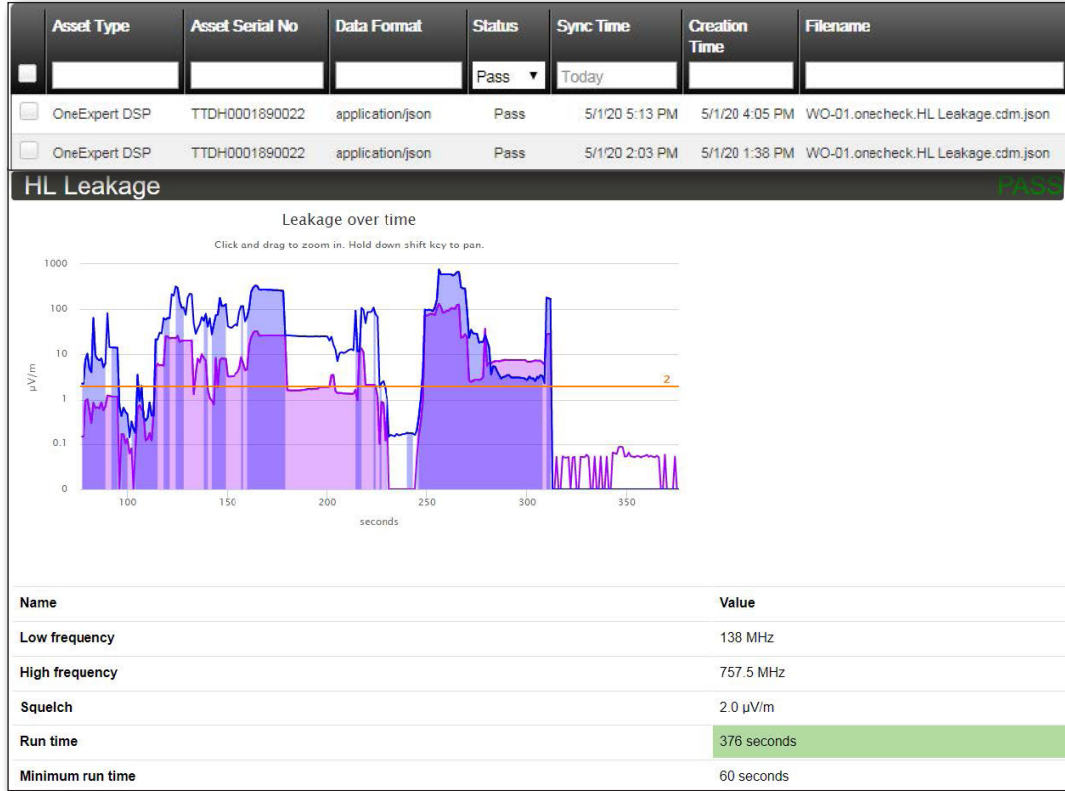 Asset Type Asset Serial No Data Format Status Sync Time Creation Time Filename
Pass Today
OneExpert DSP TTDH0001890022 application/json Pass 5/1/20 5:13 PM 5/1/20 4:05 PM WO-01.onecheck.HL Leakage.cdm.json
OneExpert DSP TTDH0001890022 application/json Pass 5/1/20 2:03 PM 5/1/20 1:38 PM WO-01.onecheck.HL Leakage.cdm.json
HL Leakage PASS
Leakage over time
Click and drag to zoom in. Hold down shift key to pan.
1000
100
10
2
1
0.1
0
µV/m
100 150 200 250 300 350
seconds
Name Value
Low frequency 138 MHz
High frequency 757.5 MHz
Squelch 2.0 µV/m
Run time 376 seconds
Minimum run time 60 seconds